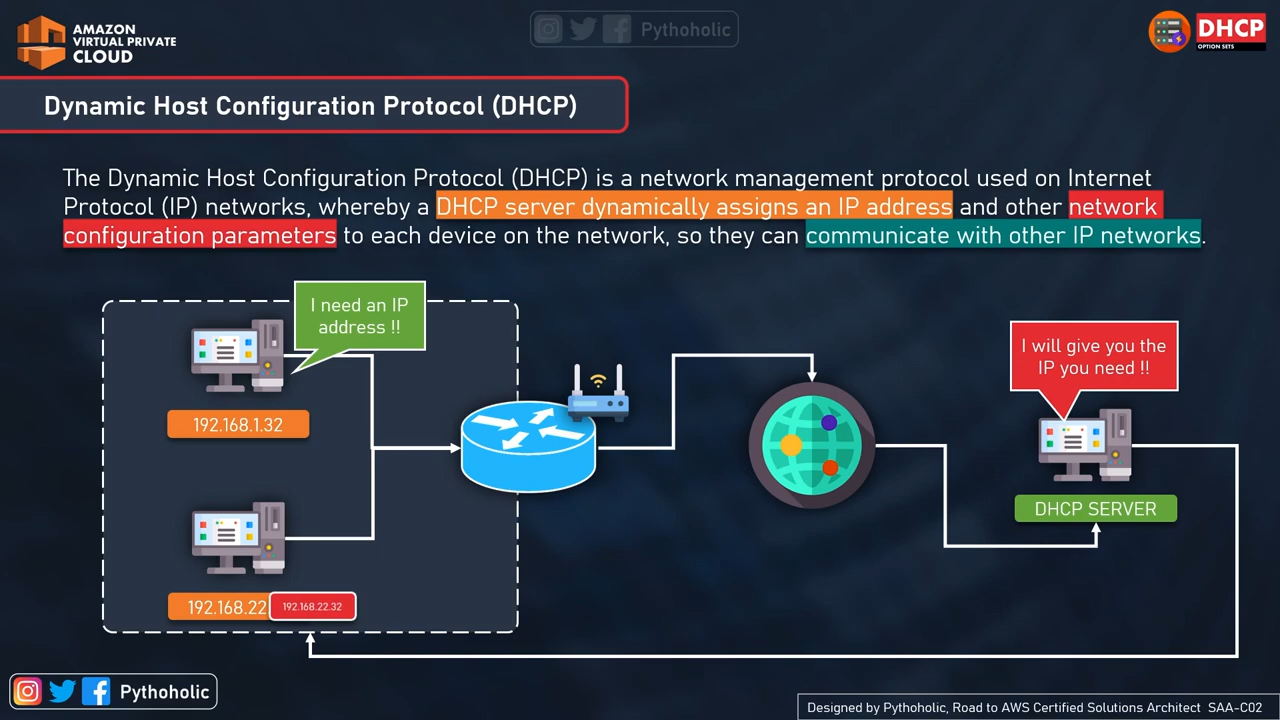 AMAZON
VIRTUAL PRIVATE
CLOUD
Pythoholic
DHCP
OPTION SETS
Dynamic Host Configuration Protocol (DHCP)
The Dynamic Host Configuration Protocol (DHCP) is a network management protocol used on Internet
Protocol (IP) networks, whereby a DHCP server dynamically assigns an IP address and other network
configuration parameters to each device on the network, so they can communicate with other IP networks.
I need an IP
address !!
I will give you the
IP you need !!
192.168.1.32
DHCP SERVER
192.168.22
192.168.22.32
Pythoholic
Designed by Pythoholic, Road to AWS Certified Solutions Architect SAA-C02